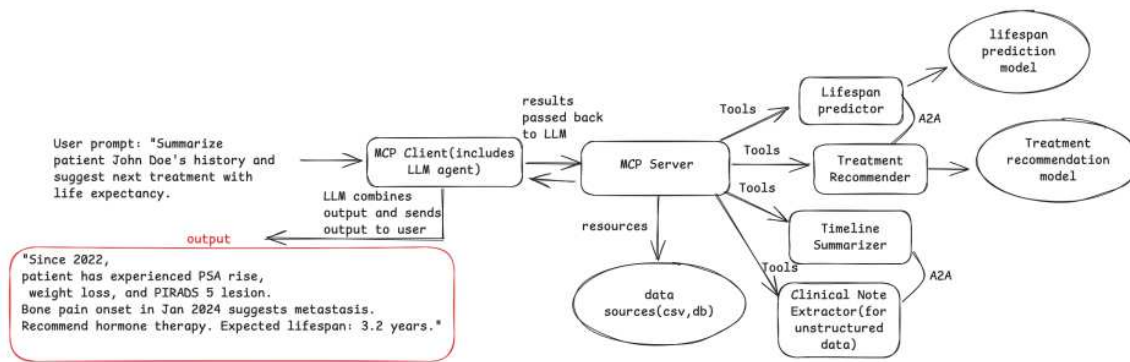 User prompt: "Summarize
patient John Doe's history and
suggest next treatment with
life expectancy.
MCP Client(includes
LLM agent)
results
passed back
to LLM
MCP Server
Tools
Lifespan
predictor
lifespan
prediction
model
A2A
Tools
Treatment
Recommender
Treatment
recommendation
model
Tools
Timeline
Summarizer
A2A
Tools
Clinical Note
Extractor(for
unstructured
data)
resources
data
sources(csv,db)
LLM combines
output and sends
output to user
output
"Since 2022,
patient has experienced PSA rise,
weight loss, and PIRADS 5 lesion.
Bone pain onset in Jan 2024 suggests metastasis.
Recommend hormone therapy. Expected lifespan: 3.2 years."